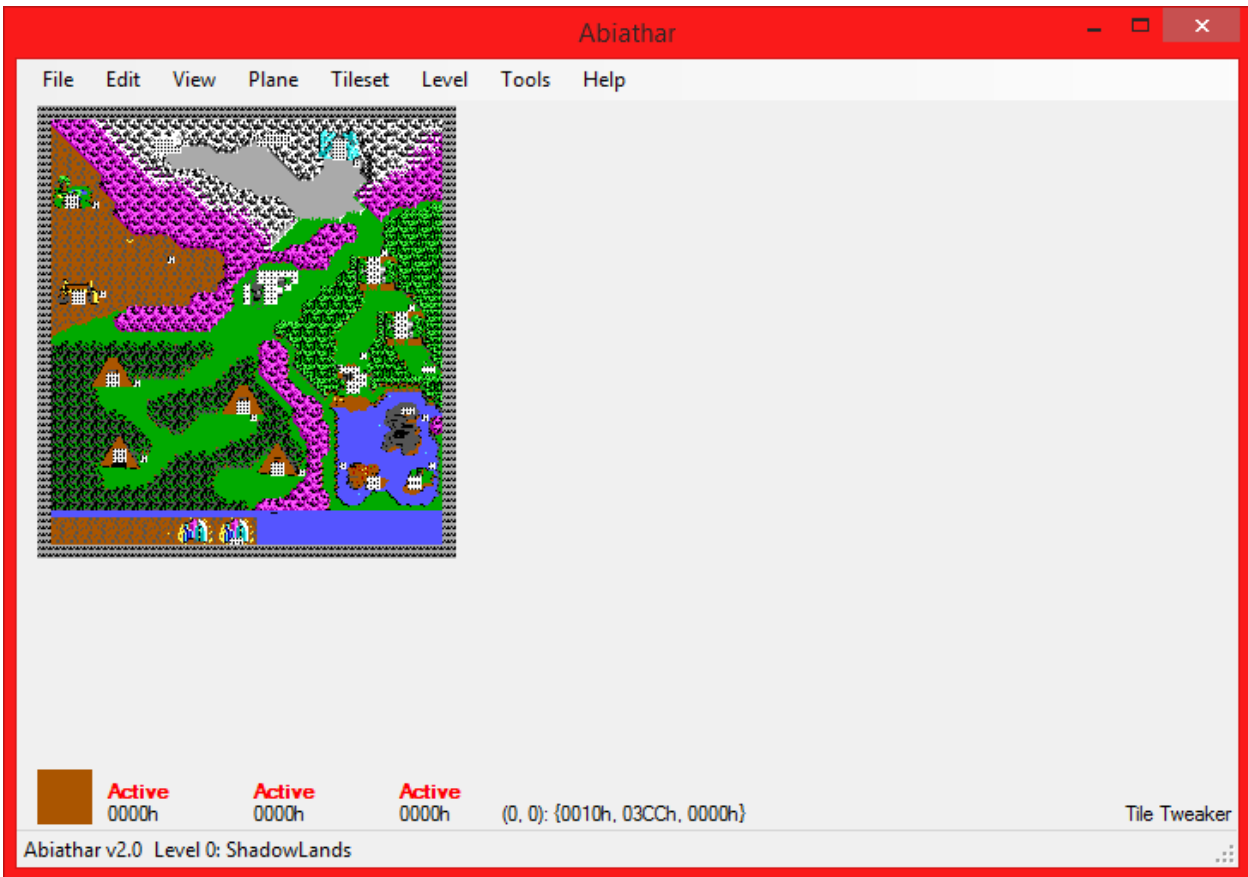 Abiathar
File Edit View Plane Tileset Level Tools Help
Active Active Active
0000h 0000h 0000h (0, 0): {0010h, 03CCh, 0000h} Tile Tweaker
Abiathar v2.0 Level 0: ShadowLands